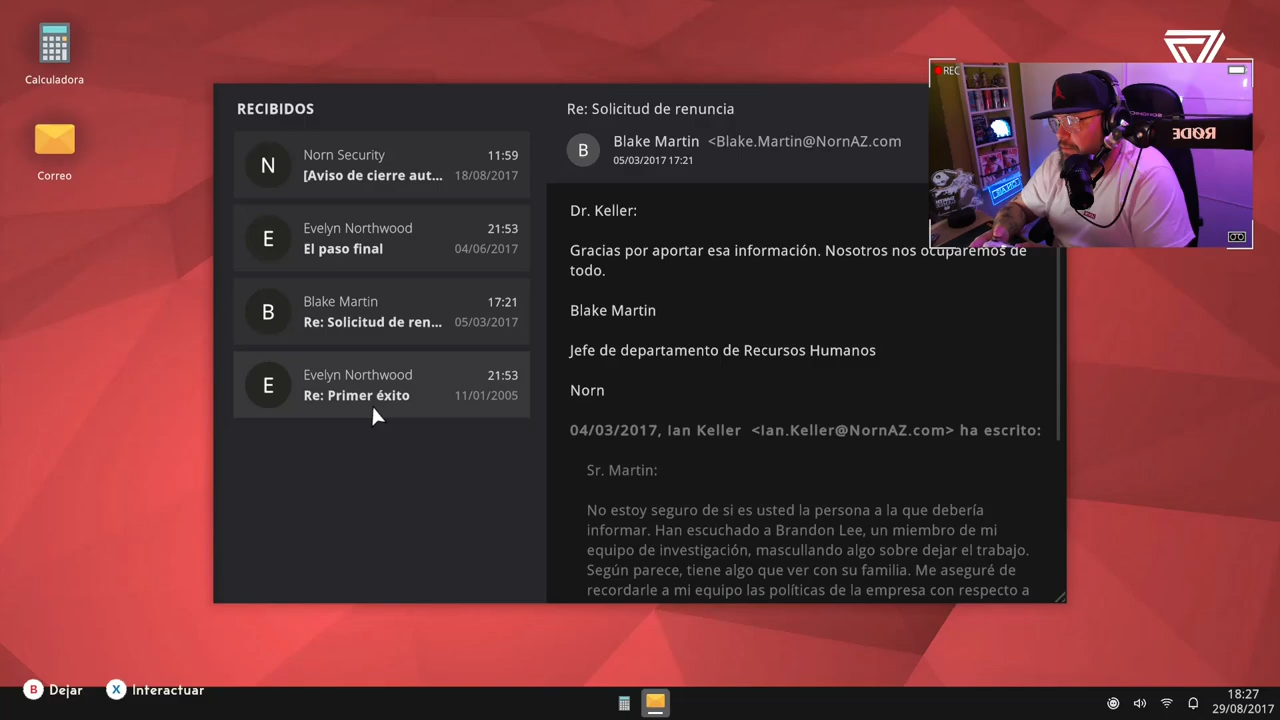 Calculadora
Correo
RECIBIDOS
N
Norn Security
11:59
[Aviso de cierre aut...
18/08/2017
E
Evelyn Northwood
21:53
El paso final
04/06/2017
B
Blake Martin
17:21
Re: Solicitud de ren...
05/03/2017
E
Evelyn Northwood
21:53
Re: Primer éxito
11/01/2005
Re: Solicitud de renuncia
B
Blake Martin <Blake.Martin@NornAZ.com
05/03/2017 17:21
Dr. Keller:
Gracias por aportar esa información. Nosotros nos ocuparemos de
todo.
Blake Martin
Jefe de departamento de Recursos Humanos
Norn
04/03/2017, Ian Keller <Ian.Keller@NornAZ.com> ha escrito:
Sr. Martin:
No estoy seguro de si es usted la persona a la que debería
informar. Han escuchado a Brandon Lee, un miembro de mi
equipo de investigación, mascullando algo sobre dejar el trabajo.
Según parece, tiene algo que ver con su familia. Me aseguré de
recordarle a mi equipo las políticas de la empresa con respecto a
REC
RØDE
B Dejar
X Interactuar
18:27
29/08/2017